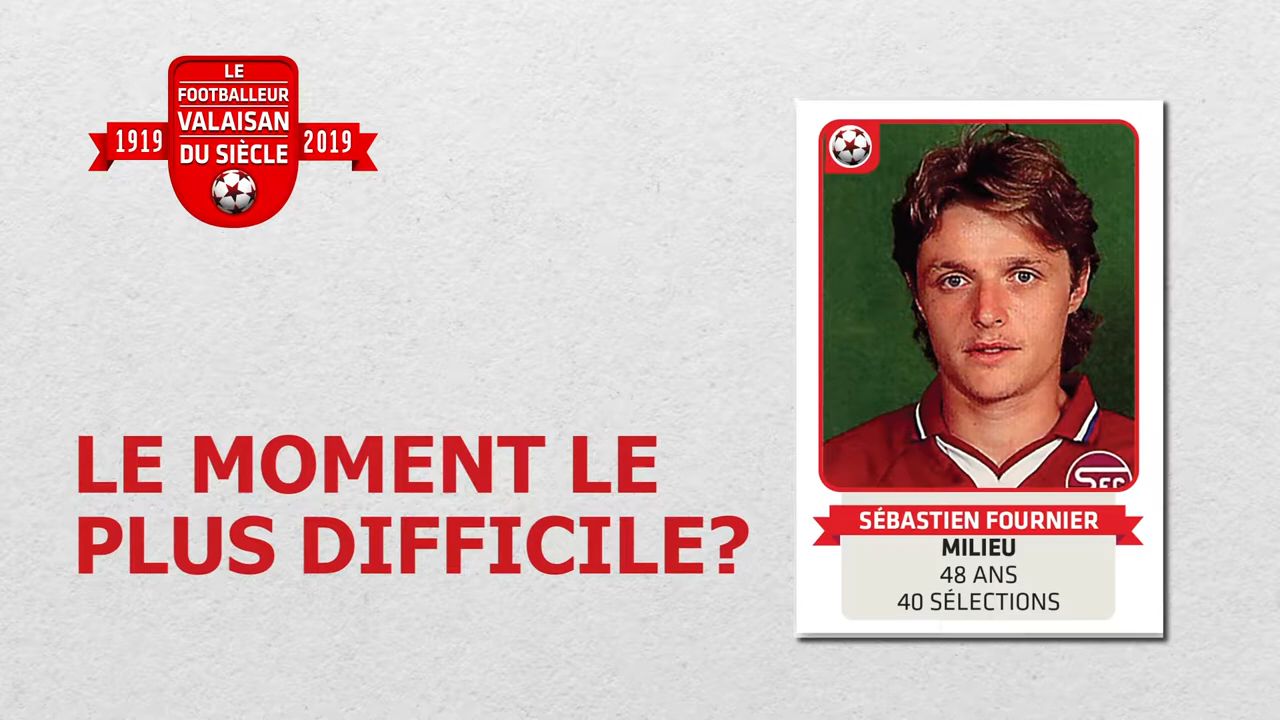 LE
FOOTBALLEUR
VALAISAN
DU SIÈCLE
1919
2019
LE MOMENT LE
PLUS DIFFICILE?
SFC
SÉBASTIEN FOURNIER
MILIEU
48 ANS
40 SÉLECTIONS